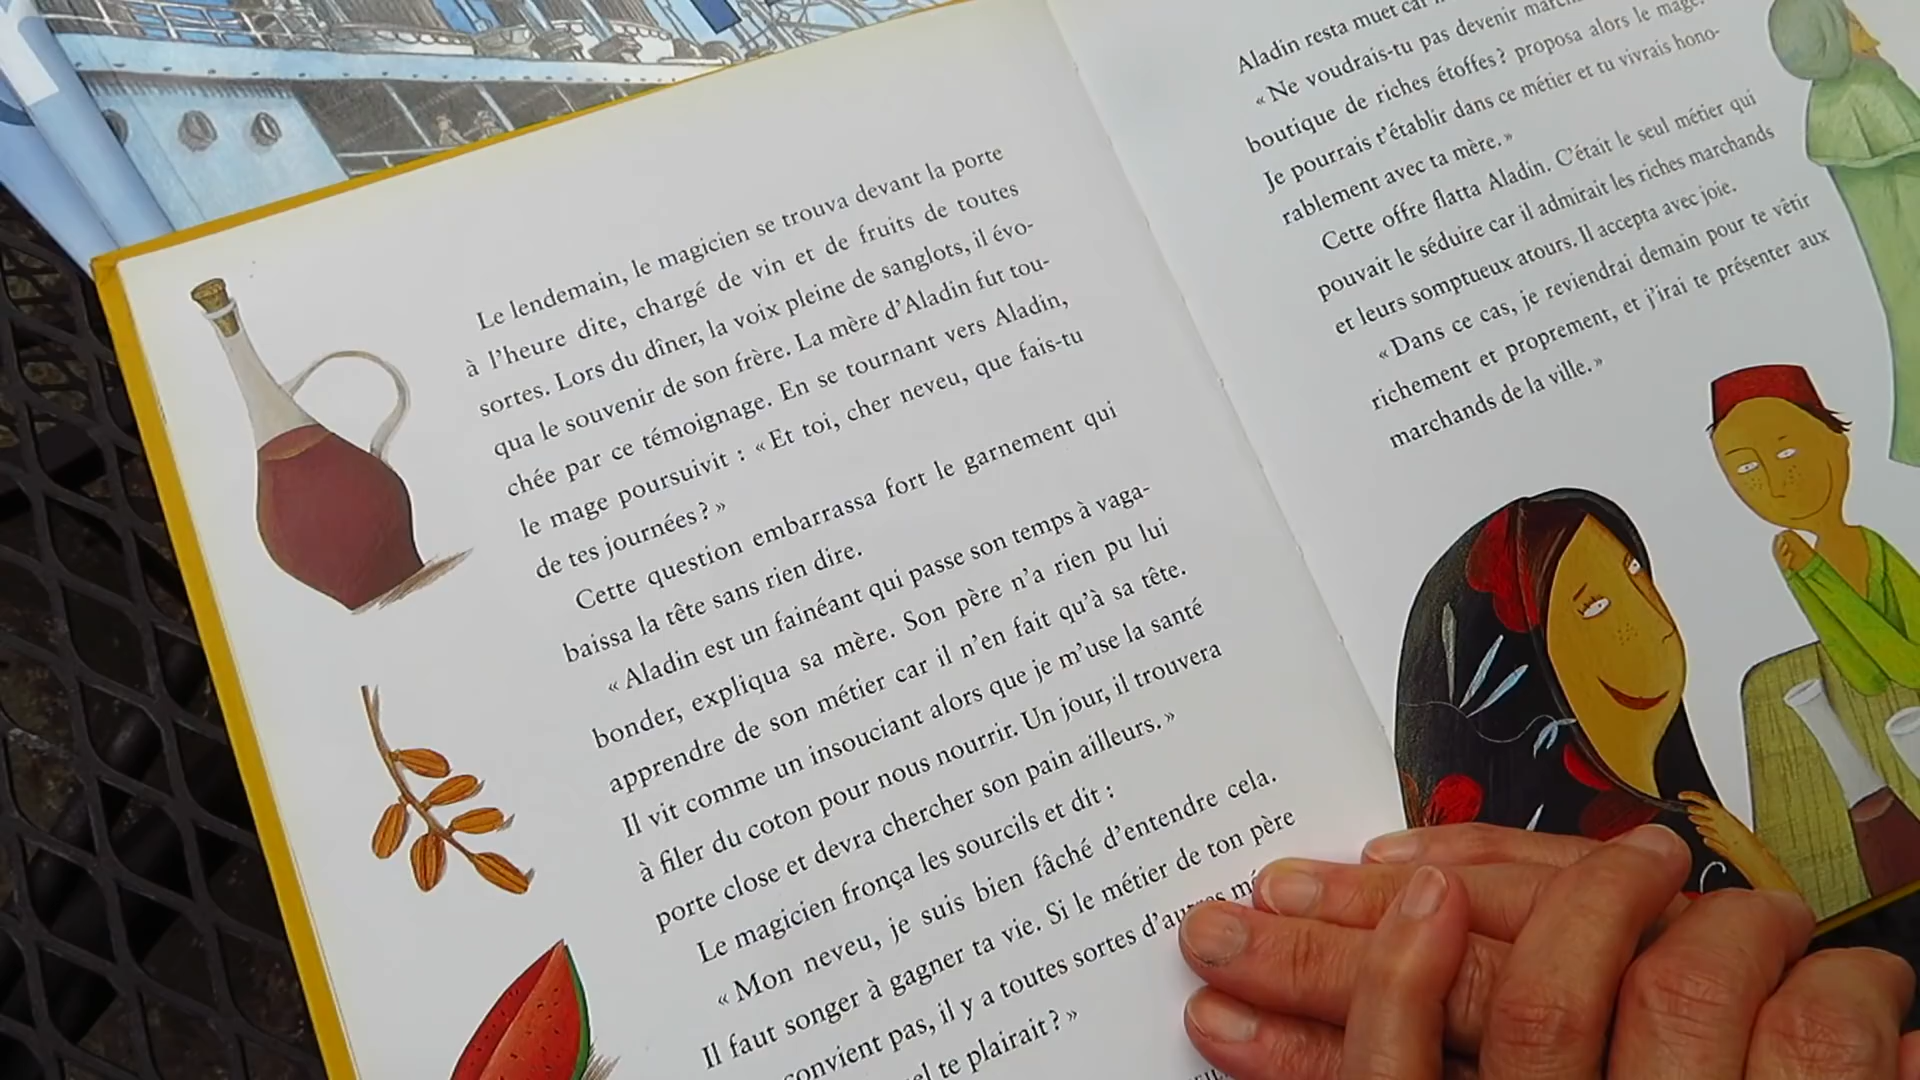 Le lendemain, le magicien se trouva devant la porte
à l'heure dite, chargé de vin et de fruits de toutes
sortes. Lors du dîner, la voix pleine de sanglots, il évo-
qua le souvenir de son frère. La mère d'Aladin fut tou-
chée par ce témoignage. En se tournant vers Aladin,
le mage poursuivit : « Et toi, cher neveu, que fais-tu
de tes journées ? »
Cette question embarrassa fort le garnement qui
baissa la tête sans rien dire.
« Aladin est un fainéant qui passe son temps à vaga-
bonder, expliqua sa mère. Son père n'a rien pu lui
apprendre de son métier car il n'en fait qu'à sa tête.
Il vit comme un insouciant alors que je m'use la santé
à filer du coton pour nous nourrir. Un jour, il trouvera
porte close et devra chercher son pain ailleurs. »
Le magicien fronça les sourcils et dit :
« Mon neveu, je suis bien fâché d'entendre cela.
Il faut songer à gagner ta vie. Si le métier de ton père
convient pas, il y a toutes sortes d'autres
te plairait ? »
Aladin resta muet car
« Ne voudrais-tu pas devenir
boutique de riches étoffes ? proposa alors le mage.
Je pourrais t'établir dans ce métier et tu vivrais hono-
rablement avec ta mère. »
Cette offre flatta Aladin. C'était le seul métier qui
pouvait le séduire car il admirait les riches marchands
et leurs somptueux atours. Il accepta avec joie.
« Dans ce cas, je reviendrai demain pour te vêtir
richement et proprement, et j'irai te présenter aux
marchands de la ville. »